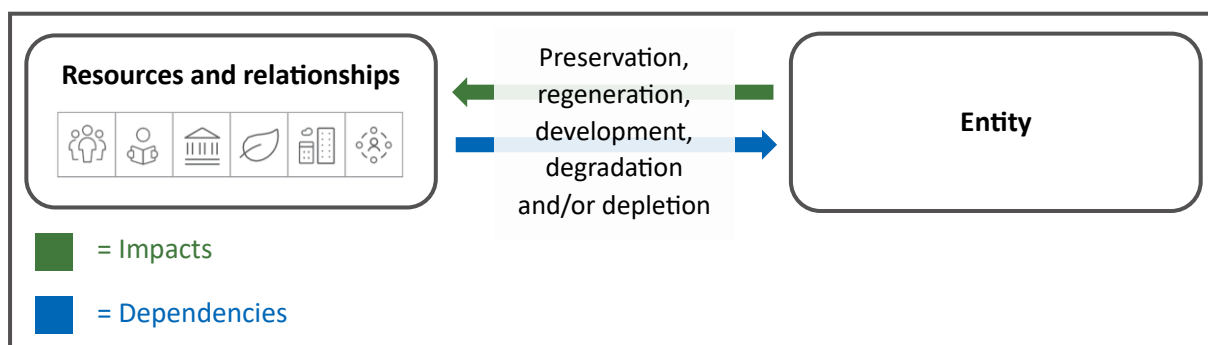 Resources and relationships
Preservation,
regeneration,
development,
degradation
and/or depletion
Entity
= Impacts
= Dependencies